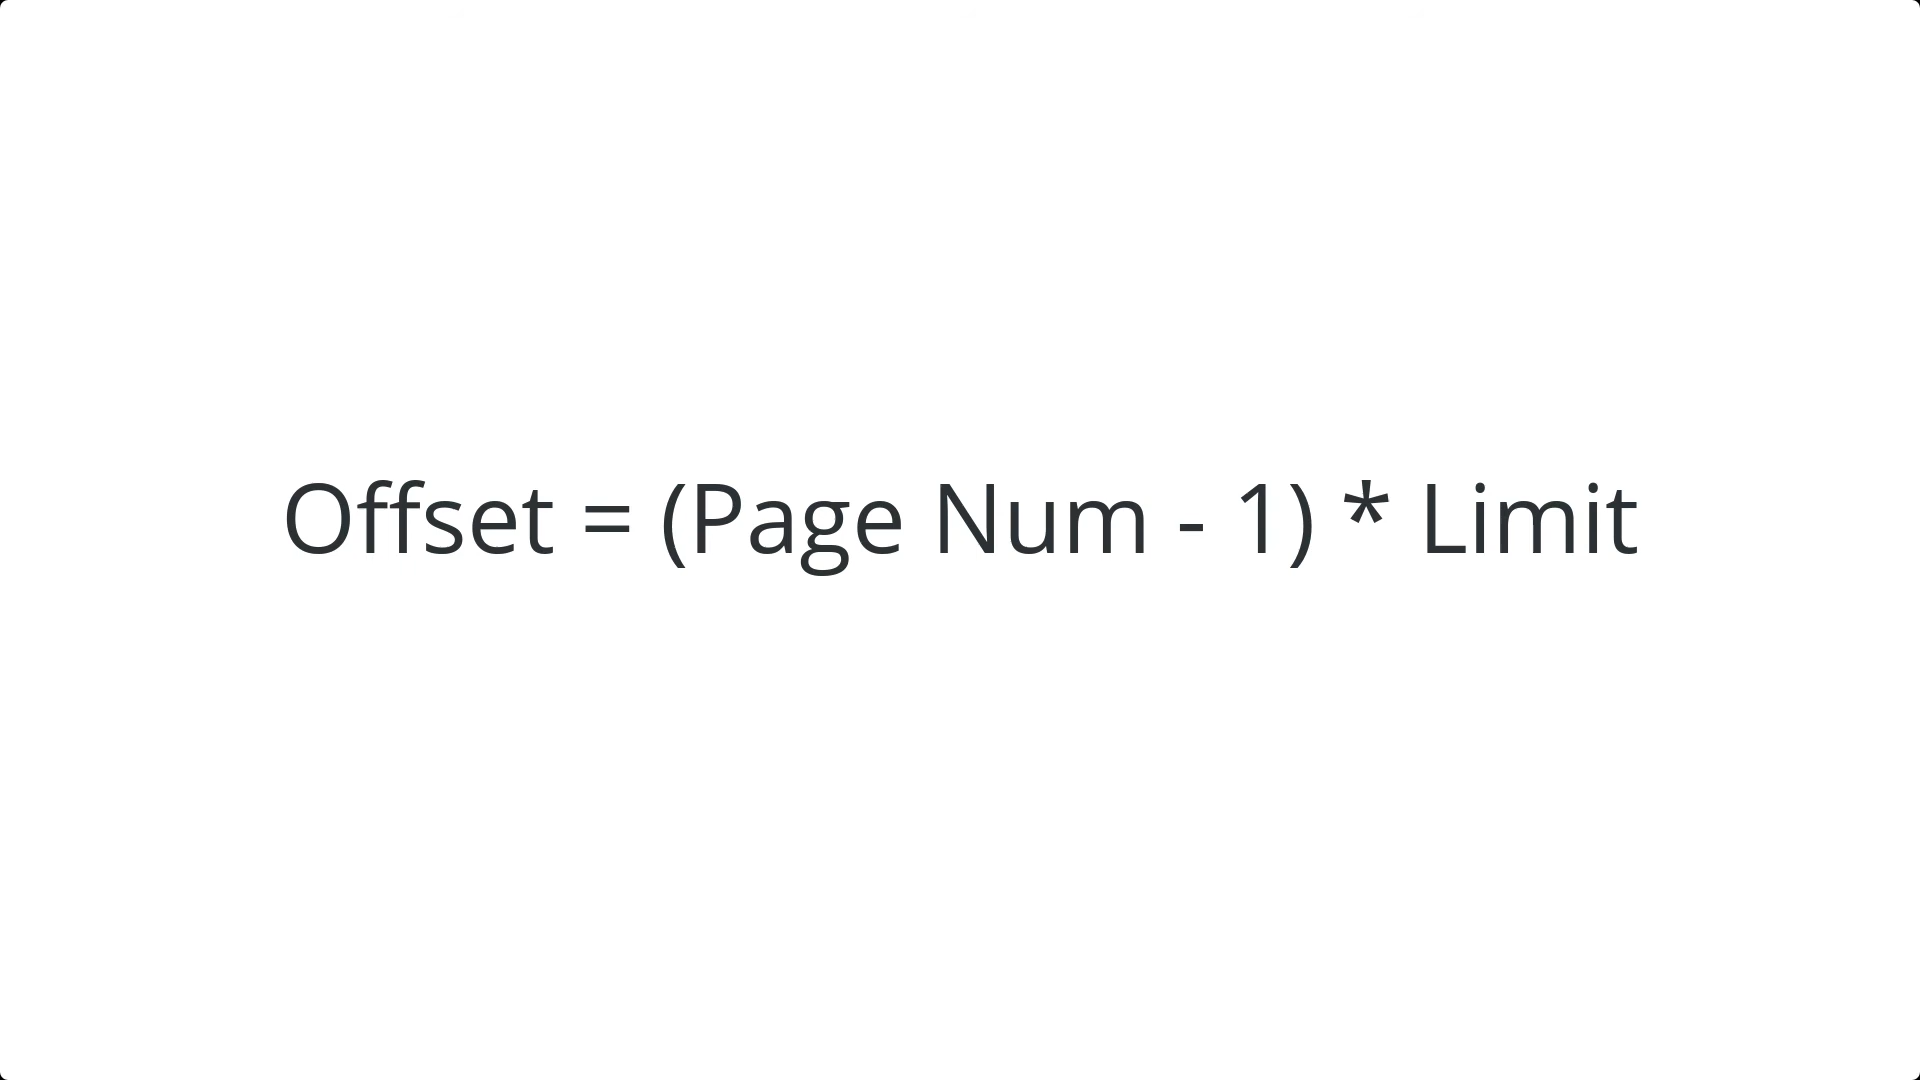 Offset = (Page Num - 1) * Limit